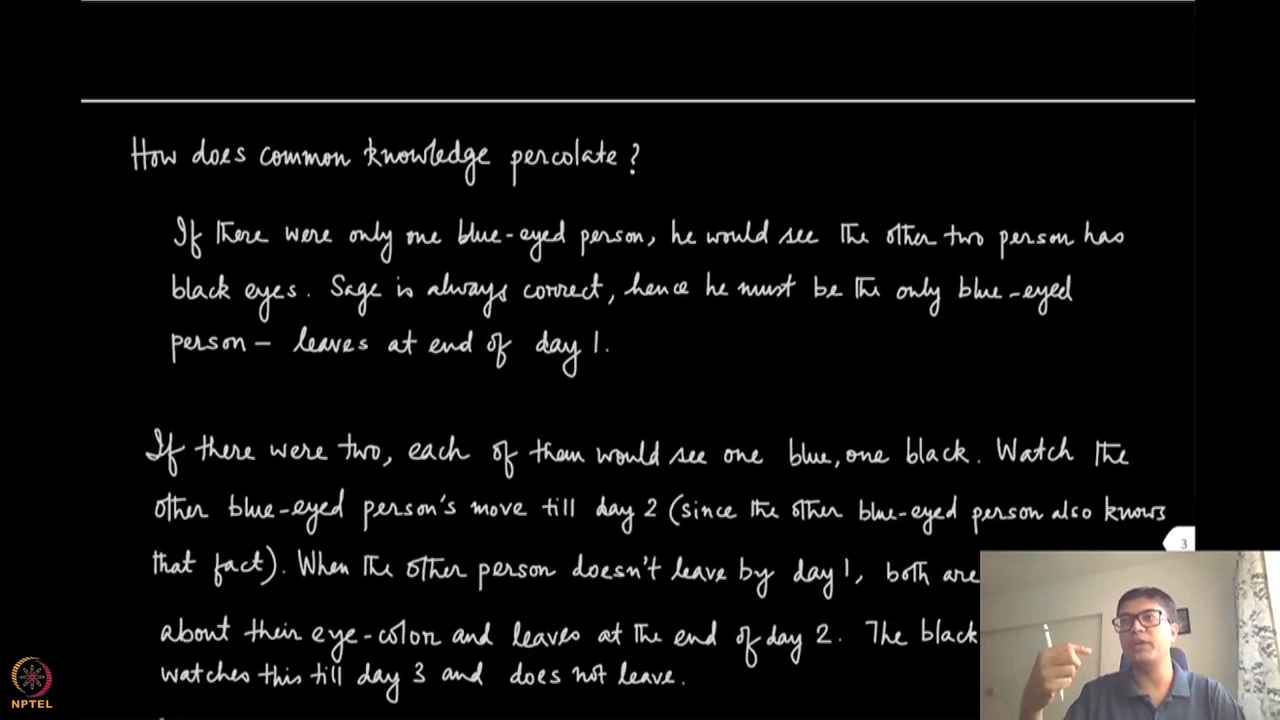 How does common knowledge percolate ?
If there were only one blue-eyed person, he would see the other two person has
black eyes. Sage is always correct, hence he must be the only blue-eyed
person - leaves at end of day 1.
If there were two, each of them would see one blue, one black. Watch the
other blue-eyed person's move till day 2 (since the other blue-eyed person also knows
that fact). When the other person doesn't leave by day 1, both are
about their eye-color and leaves at the end of day 2. The black
watches this till day 3 and does not leave.
3
NPTEL